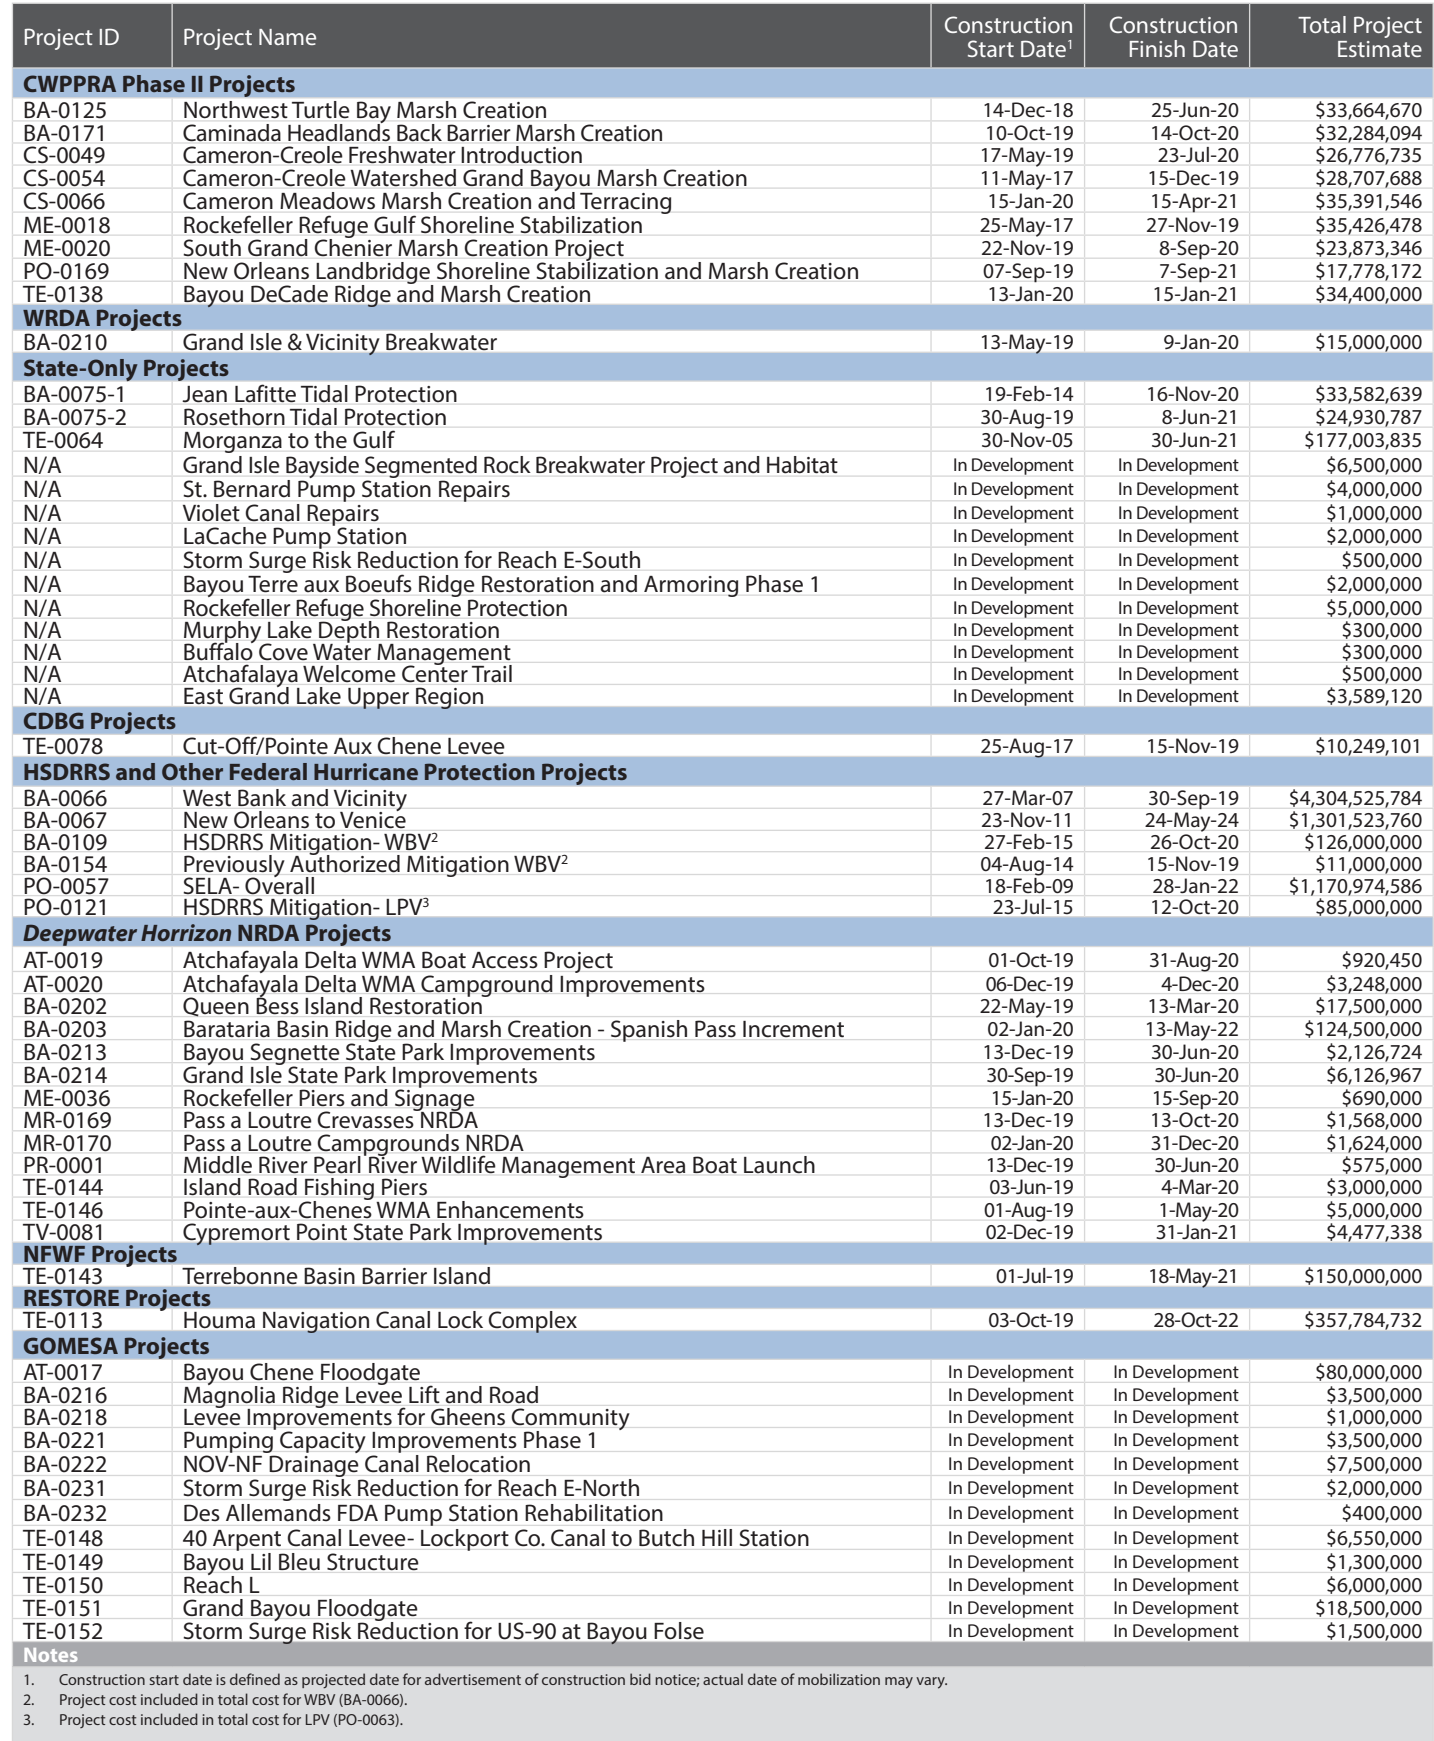 Project ID Project Name Construction Start Date1 Construction Finish Date Total Project Estimate
CWPPRA Phase II Projects
BA-0125 Northwest Turtle Bay Marsh Creation 14-Dec-18 25-Jun-20 $33,664,670
BA-0171 Caminada Headlands Back Barrier Marsh Creation 10-Oct-19 14-Oct-20 $32,284,094
CS-0049 Cameron-Creole Freshwater Introduction 17-May-19 23-Jul-20 $26,776,735
CS-0054 Cameron-Creole Watershed Grand Bayou Marsh Creation 11-May-17 15-Dec-19 $28,707,688
CS-0066 Cameron Meadows Marsh Creation and Terracing 15-Jan-20 15-Apr-21 $35,391,546
ME-0018 Rockefeller Refuge Gulf Shoreline Stabilization 25-May-17 27-Nov-19 $35,426,478
ME-0020 South Grand Chenier Marsh Creation Project 22-Nov-19 8-Sep-20 $23,873,346
PO-0169 New Orleans Landbridge Shoreline Stabilization and Marsh Creation 07-Sep-19 7-Sep-21 $17,778,172
TE-0138 Bayou DeCade Ridge and Marsh Creation 13-Jan-20 15-Jan-21 $34,400,000
WRDA Projects
BA-0210 Grand Isle & Vicinity Breakwater 13-May-19 9-Jan-20 $15,000,000
State-Only Projects
BA-0075-1 Jean Lafitte Tidal Protection 19-Feb-14 16-Nov-20 $33,582,639
BA-0075-2 Rosethorn Tidal Protection 30-Aug-19 8-Jun-21 $24,930,787
TE-0064 Morganza to the Gulf 30-Nov-05 30-Jun-21 $177,003,835
N/A Grand Isle Bayside Segmented Rock Breakwater Project and Habitat In Development In Development $6,500,000
N/A St. Bernard Pump Station Repairs In Development In Development $4,000,000
N/A Violet Canal Repairs In Development In Development $1,000,000
N/A LaCache Pump Station In Development In Development $2,000,000
N/A Storm Surge Risk Reduction for Reach E-South In Development In Development $500,000
N/A Bayou Terre aux Boeufs Ridge Restoration and Armoring Phase 1 In Development In Development $2,000,000
N/A Rockefeller Refuge Shoreline Protection In Development In Development $5,000,000
N/A Murphy Lake Depth Restoration In Development In Development $300,000
N/A Buffalo Cove Water Management In Development In Development $300,000
N/A Atchafalaya Welcome Center Trail In Development In Development $500,000
N/A East Grand Lake Upper Region In Development In Development $3,589,120
CDBG Projects
TE-0078 Cut-Off/Pointe Aux Chene Levee 25-Aug-17 15-Nov-19 $10,249,101
HSDRRS and Other Federal Hurricane Protection Projects
BA-0066 West Bank and Vicinity 27-Mar-07 30-Sep-19 $4,304,525,784
BA-0067 New Orleans to Venice 23-Nov-11 24-May-24 $1,301,523,760
BA-0109 HSDRRS Mitigation- WBV2 27-Feb-15 26-Oct-20 $126,000,000
BA-0154 Previously Authorized Mitigation WBV2 04-Aug-14 15-Nov-19 $11,000,000
PO-0057 SELA- Overall 18-Feb-09 28-Jan-22 $1,170,974,586
PO-0121 HSDRRS Mitigation- LPV3 23-Jul-15 12-Oct-20 $85,000,000
Deepwater Horrizon NRDA Projects
AT-0019 Atchafayala Delta WMA Boat Access Project 01-Oct-19 31-Aug-20 $920,450
AT-0020 Atchafayala Delta WMA Campground Improvements 06-Dec-19 4-Dec-20 $3,248,000
BA-0202 Queen Bess Island Restoration 22-May-19 13-Mar-20 $17,500,000
BA-0203 Barataria Basin Ridge and Marsh Creation - Spanish Pass Increment 02-Jan-20 13-May-22 $124,500,000
BA-0213 Bayou Segnette State Park Improvements 13-Dec-19 30-Jun-20 $2,126,724
BA-0214 Grand Isle State Park Improvements 30-Sep-19 30-Jun-20 $6,126,967
ME-0036 Rockefeller Piers and Signage 15-Jan-20 15-Sep-20 $690,000
MR-0169 Pass a Loutre Crevasses NRDA 13-Dec-19 13-Oct-20 $1,568,000
MR-0170 Pass a Loutre Campgrounds NRDA 02-Jan-20 31-Dec-20 $1,624,000
PR-0001 Middle River Pearl River Wildlife Management Area Boat Launch 13-Dec-19 30-Jun-20 $575,000
TE-0144 Island Road Fishing Piers 03-Jun-19 4-Mar-20 $3,000,000
TE-0146 Pointe-aux-Chenes WMA Enhancements 01-Aug-19 1-May-20 $5,000,000
TV-0081 Cypremort Point State Park Improvements 02-Dec-19 31-Jan-21 $4,477,338
NFWF Projects
TE-0143 Terrebonne Basin Barrier Island 01-Jul-19 18-May-21 $150,000,000
RESTORE Projects
TE-0113 Houma Navigation Canal Lock Complex 03-Oct-19 28-Oct-22 $357,784,732
GOMESA Projects
AT-0017 Bayou Chene Floodgate In Development In Development $80,000,000
BA-0216 Magnolia Ridge Levee Lift and Road In Development In Development $3,500,000
BA-0218 Levee Improvements for Gheens Community In Development In Development $1,000,000
BA-0221 Pumping Capacity Improvements Phase 1 In Development In Development $3,500,000
BA-0222 NOV-NF Drainage Canal Relocation In Development In Development $7,500,000
BA-0231 Storm Surge Risk Reduction for Reach E-North In Development In Development $2,000,000
BA-0232 Des Allemands FDA Pump Station Rehabilitation In Development In Development $400,000
TE-0148 40 Arpent Canal Levee- Lockport Co. Canal to Butch Hill Station In Development In Development $6,550,000
TE-0149 Bayou Lil Bleu Structure In Development In Development $1,300,000
TE-0150 Reach L In Development In Development $6,000,000
TE-0151 Grand Bayou Floodgate In Development In Development $18,500,000
TE-0152 Storm Surge Risk Reduction for US-90 at Bayou Folse In Development In Development $1,500,000
Notes
1. Construction start date is defined as projected date for advertisement of construction bid notice; actual date of mobilization may vary.
2. Project cost included in total cost for WBV (BA-0066).
3. Project cost included in total cost for LPV (PO-0063).